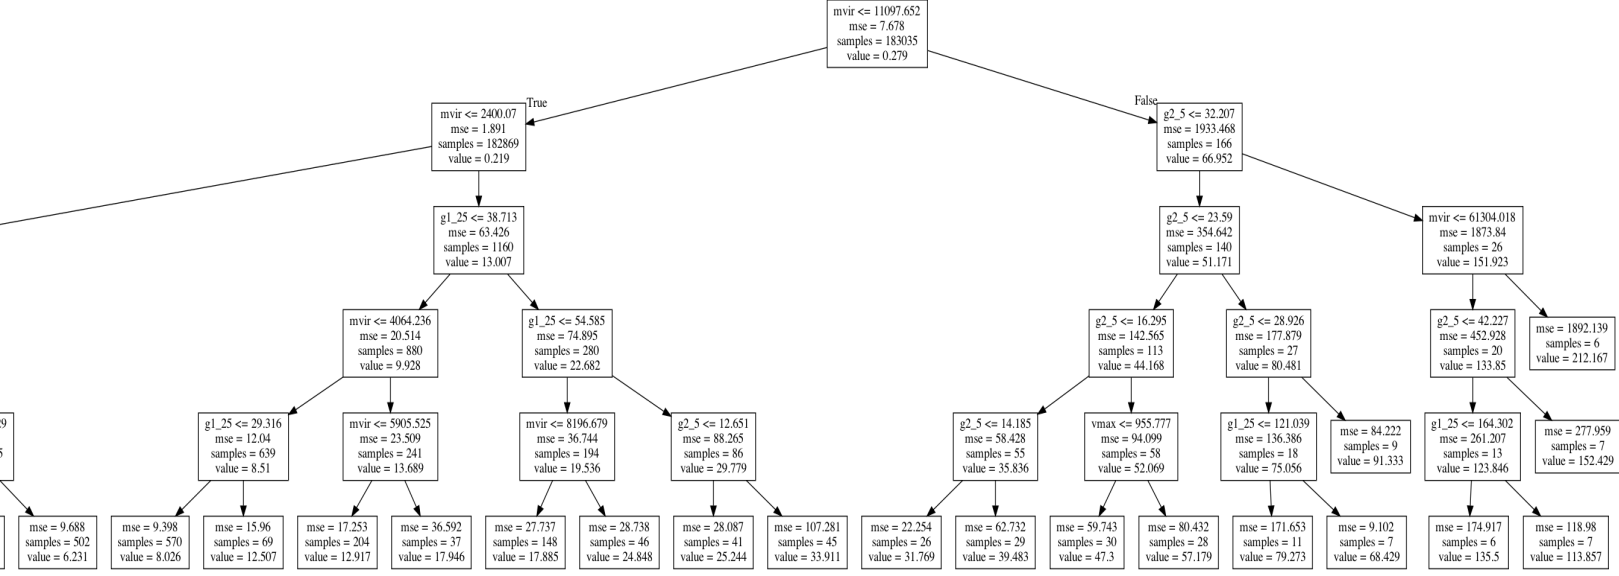 mvir <= 11097.652
mse = 7.678
samples = 183035
value = 0.279
True
False
mvir <= 2400.07
mse = 1.891
samples = 182869
value = 0.219
g2_5 <= 32.207
mse = 1933.468
samples = 166
value = 66.952
g1_25 <= 38.713
mse = 63.426
samples = 1160
value = 13.007
g2_5 <= 23.59
mse = 354.642
samples = 140
value = 51.171
mvir <= 61304.018
mse = 1873.84
samples = 26
value = 151.923
mvir <= 4064.236
mse = 20.514
samples = 880
value = 9.928
g1_25 <= 54.585
mse = 74.895
samples = 280
value = 22.682
g2_5 <= 16.295
mse = 142.565
samples = 113
value = 44.168
g2_5 <= 28.926
mse = 177.879
samples = 27
value = 80.481
g2_5 <= 42.227
mse = 452.928
samples = 20
value = 133.85
mse = 1892.139
samples = 6
value = 212.167
29
5
g1_25 <= 29.316
mse = 12.04
samples = 639
value = 8.51
mvir <= 5905.525
mse = 23.509
samples = 241
value = 13.689
mvir <= 8196.679
mse = 36.744
samples = 194
value = 19.536
g2_5 <= 12.651
mse = 88.265
samples = 86
value = 29.779
g2_5 <= 14.185
mse = 58.428
samples = 55
value = 35.836
vmax <= 955.777
mse = 94.099
samples = 58
value = 52.069
g1_25 <= 121.039
mse = 136.386
samples = 18
value = 75.056
mse = 84.222
samples = 9
value = 91.333
g1_25 <= 164.302
mse = 261.207
samples = 13
value = 123.846
mse = 277.959
samples = 7
value = 152.429
mse = 9.688
samples = 502
value = 6.231
mse = 9.398
samples = 570
value = 8.026
mse = 15.96
samples = 69
value = 12.507
mse = 17.253
samples = 204
value = 12.917
mse = 36.592
samples = 37
value = 17.946
mse = 27.737
samples = 148
value = 17.885
mse = 28.738
samples = 46
value = 24.848
mse = 28.087
samples = 41
value = 25.244
mse = 107.281
samples = 45
value = 33.911
mse = 22.254
samples = 26
value = 31.769
mse = 62.732
samples = 29
value = 39.483
mse = 59.743
samples = 30
value = 47.3
mse = 80.432
samples = 28
value = 57.179
mse = 171.653
samples = 11
value = 79.273
mse = 9.102
samples = 7
value = 68.429
mse = 174.917
samples = 6
value = 135.5
mse = 118.98
samples = 7
value = 113.857